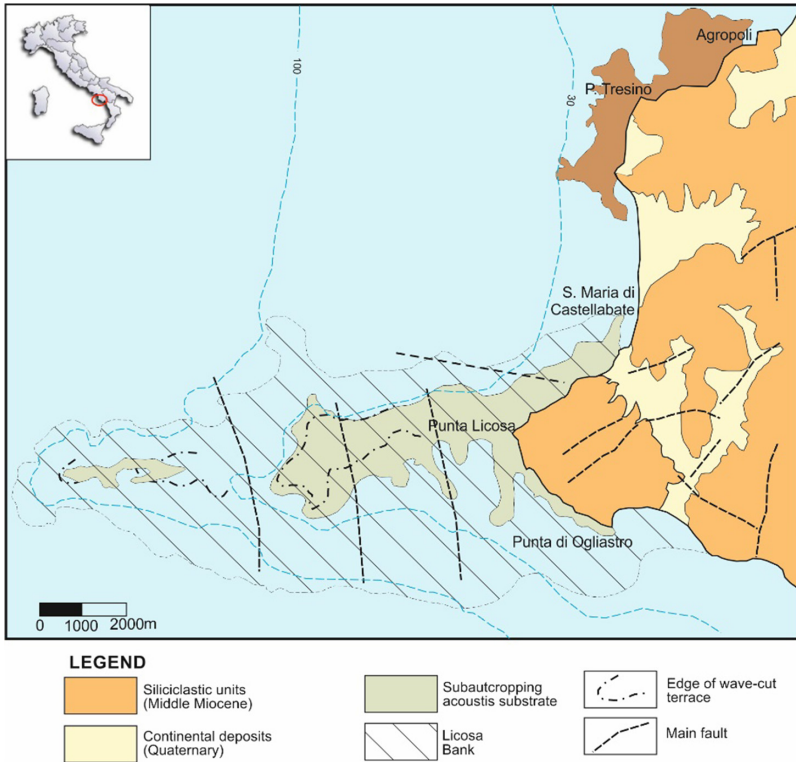 Agropoli
100
30
P. Tresino
S. Maria di
Castellabate
Punta Licosa
Punta di Ogliastro
0 1000 2000m
LEGEND
Siliciclastic units
(Middle Miocene)
Subautcropping
acoustis substrate
Edge of wave-cut
terrace
Continental deposits
(Quaternary)
Licosa
Bank
Main fault